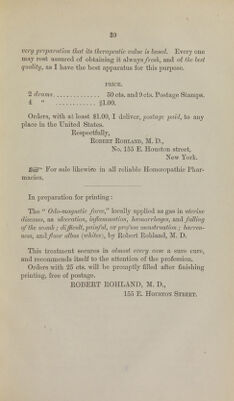 39
very preparation that its therapeutic value is based. Every one
may rest assured of obtaining it always fresh, and of the best
quality, as I have the best apparatus for this purpose.
PRICE.
2 drams............. 50 cts. and 9 cts. Postage Stamps.
4 " ............ $1.00.
Orders, with at least $1.00, I deliver, postage paid, to any
place in the United States.
Respectfully,
ROBERT ROHLAND, M. D.,
No. 155 E. Houston street,
New York.
For sale likewise in all reliable Homœopathic Phar-
macies.
In preparation for printing:
The " Odo-magnetic force," locally applied as gas in uterine
diseases, as ulceration, inflammation, hæmorrhages, and falling
of the womb; difficult, painful, or profuse menstruation; barren-
ness, and fluor albus (whites), by Robert Rohland, M. D.
This treatment secures in almost every case a sure cure,
and recommends itself to the attention of the profession.
Orders with 25 cts. will be promptly filled after finishing
printing, free of postage.
ROBERT ROHLAND, M. D.,
155 E. HOUSTON STREET.